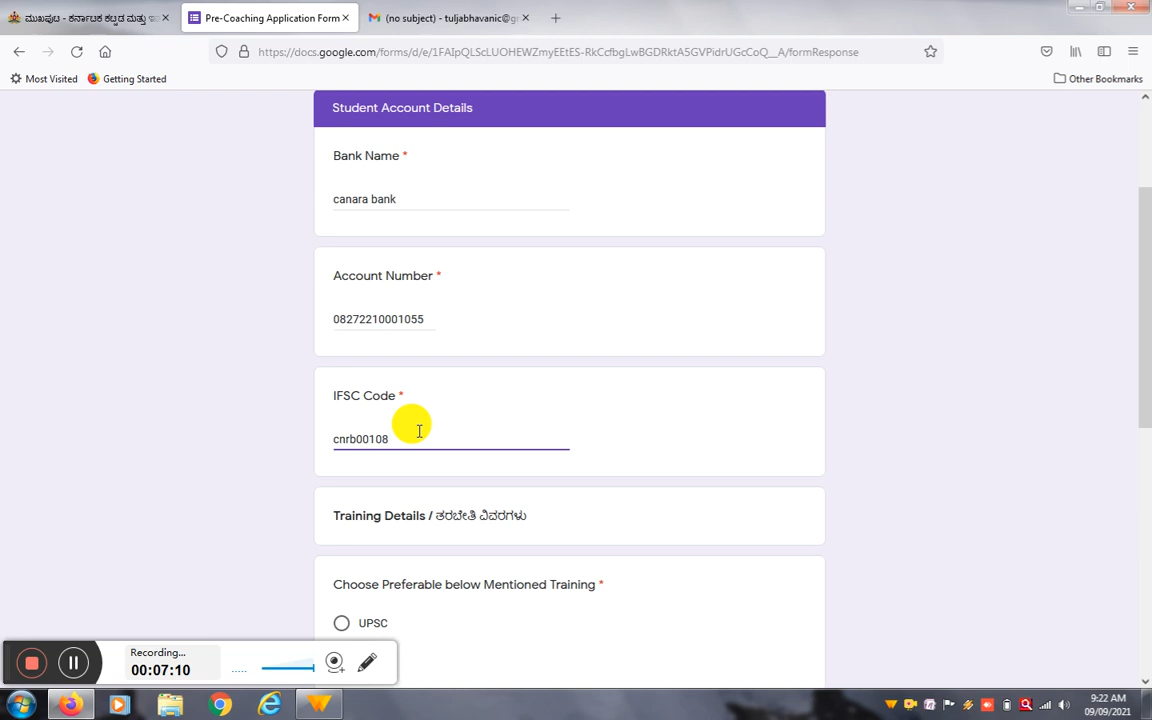 ಮುಖಪುಟ - ಕರ್ನಾಟಕ ಕಟ್ಟಡ ಮತ್ತು
Pre-Coaching Application Form
(no subject) - tuljabhavanic@g
https://docs.google.com/forms/d/e/1FAIpQLScLUOHEWZmyEEtES-RkCcfbgLwBGDRktA5GVPidrUGcCoQ__A/formResponse
Most Visited
Getting Started
Other Bookmarks
Student Account Details
Bank Name *
canara bank
Account Number *
08272210001055
IFSC Code *
cnrb00108
Training Details / ತರಬೇತಿ ವಿವರಗಳು
Choose Preferable below Mentioned Training *
UPSC
Recording...
00:07:10
9:22 AM
09/09/2021